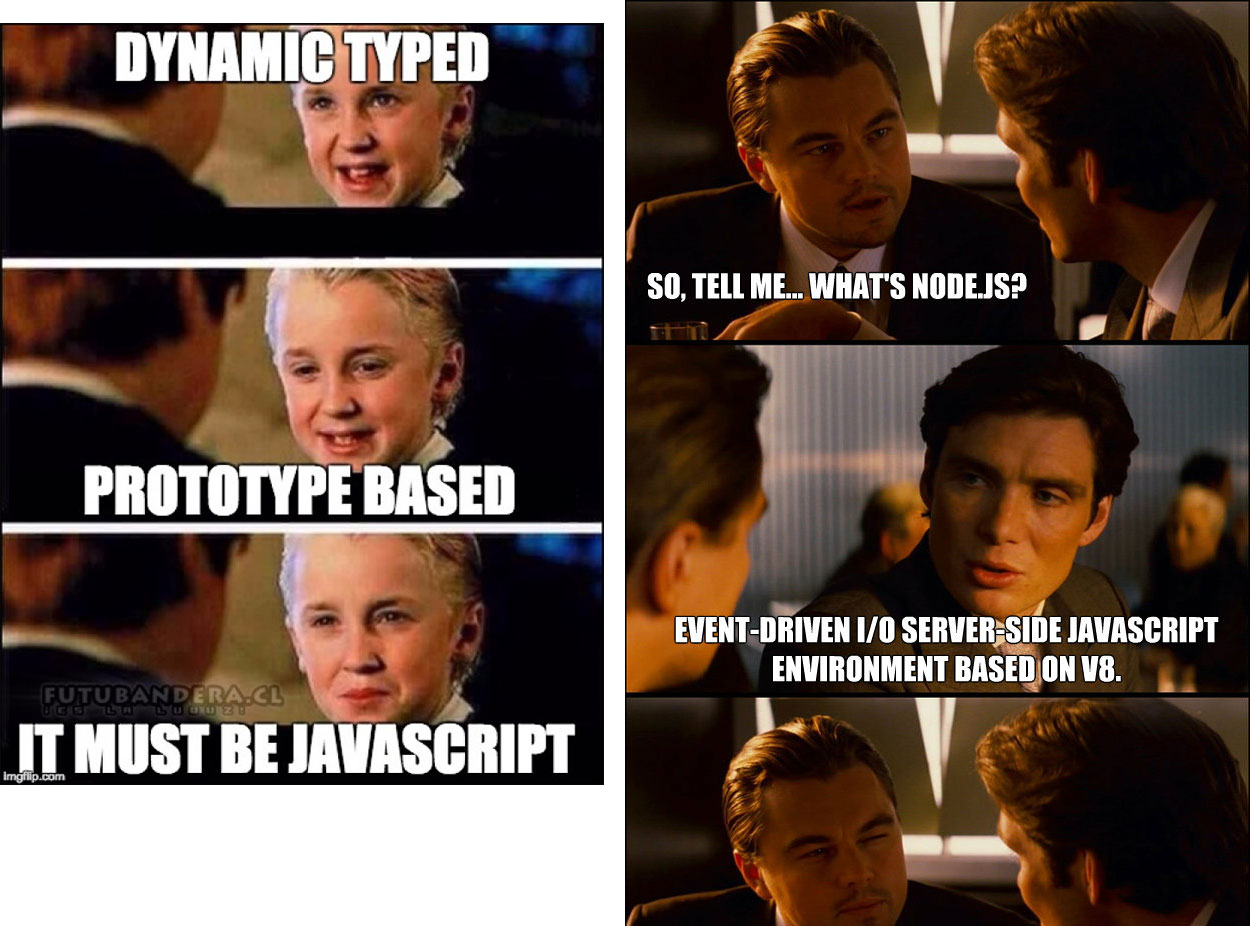 DYNAMIC TYPED
PROTOTYPE BASED
FUTUBANDERA.CL
IT MUST BE JAVASCRIPT
imgflip.com
SO, TELL ME... WHAT'S NODE.JS?
EVENT-DRIVEN I/O SERVER-SIDE JAVASCRIPT
ENVIRONMENT BASED ON V8.